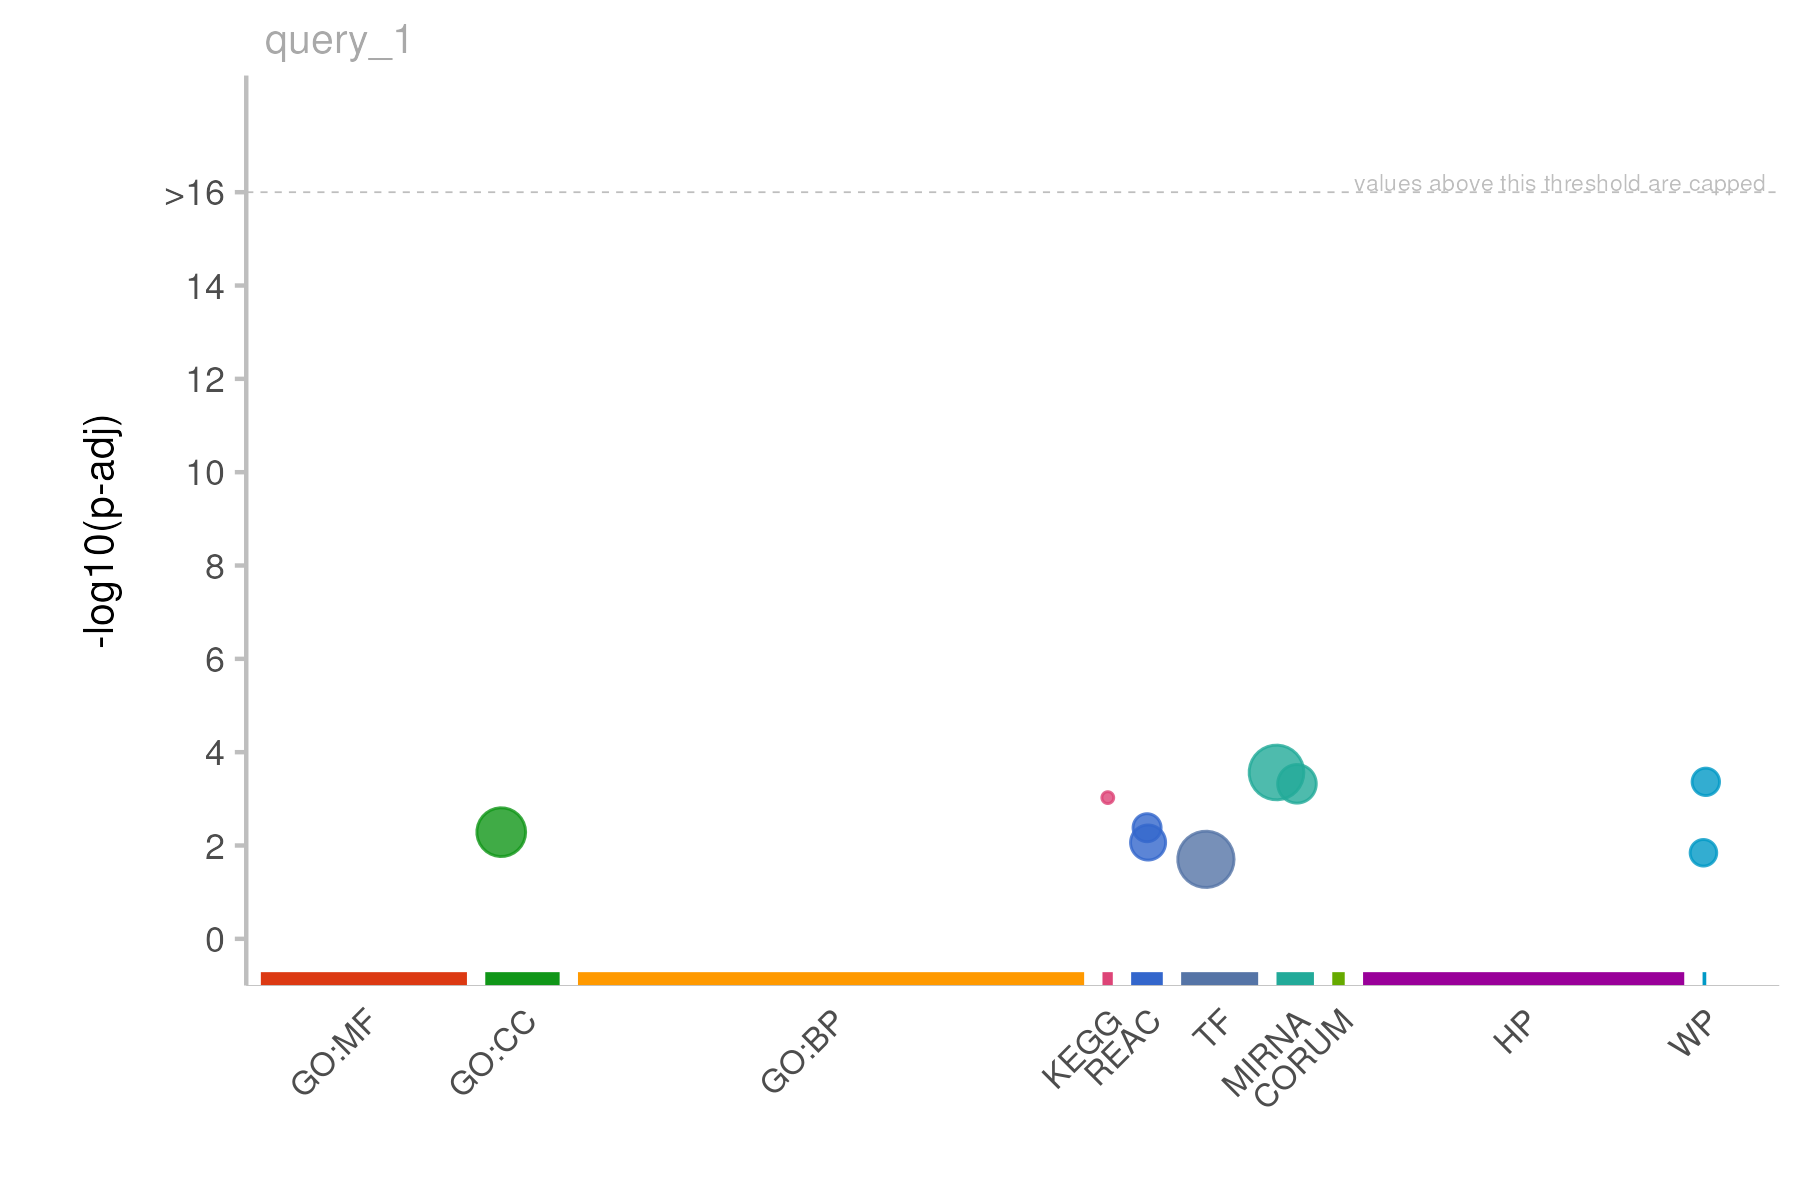 query_1
values above this threshold are capped
>16
14
12
10
8
6
4
2
0
-log10(p-adj)
GO:MF
GO:CC
GO:BP
KEGG
REAC
TF
MIRNA
CORUM
HP
WP